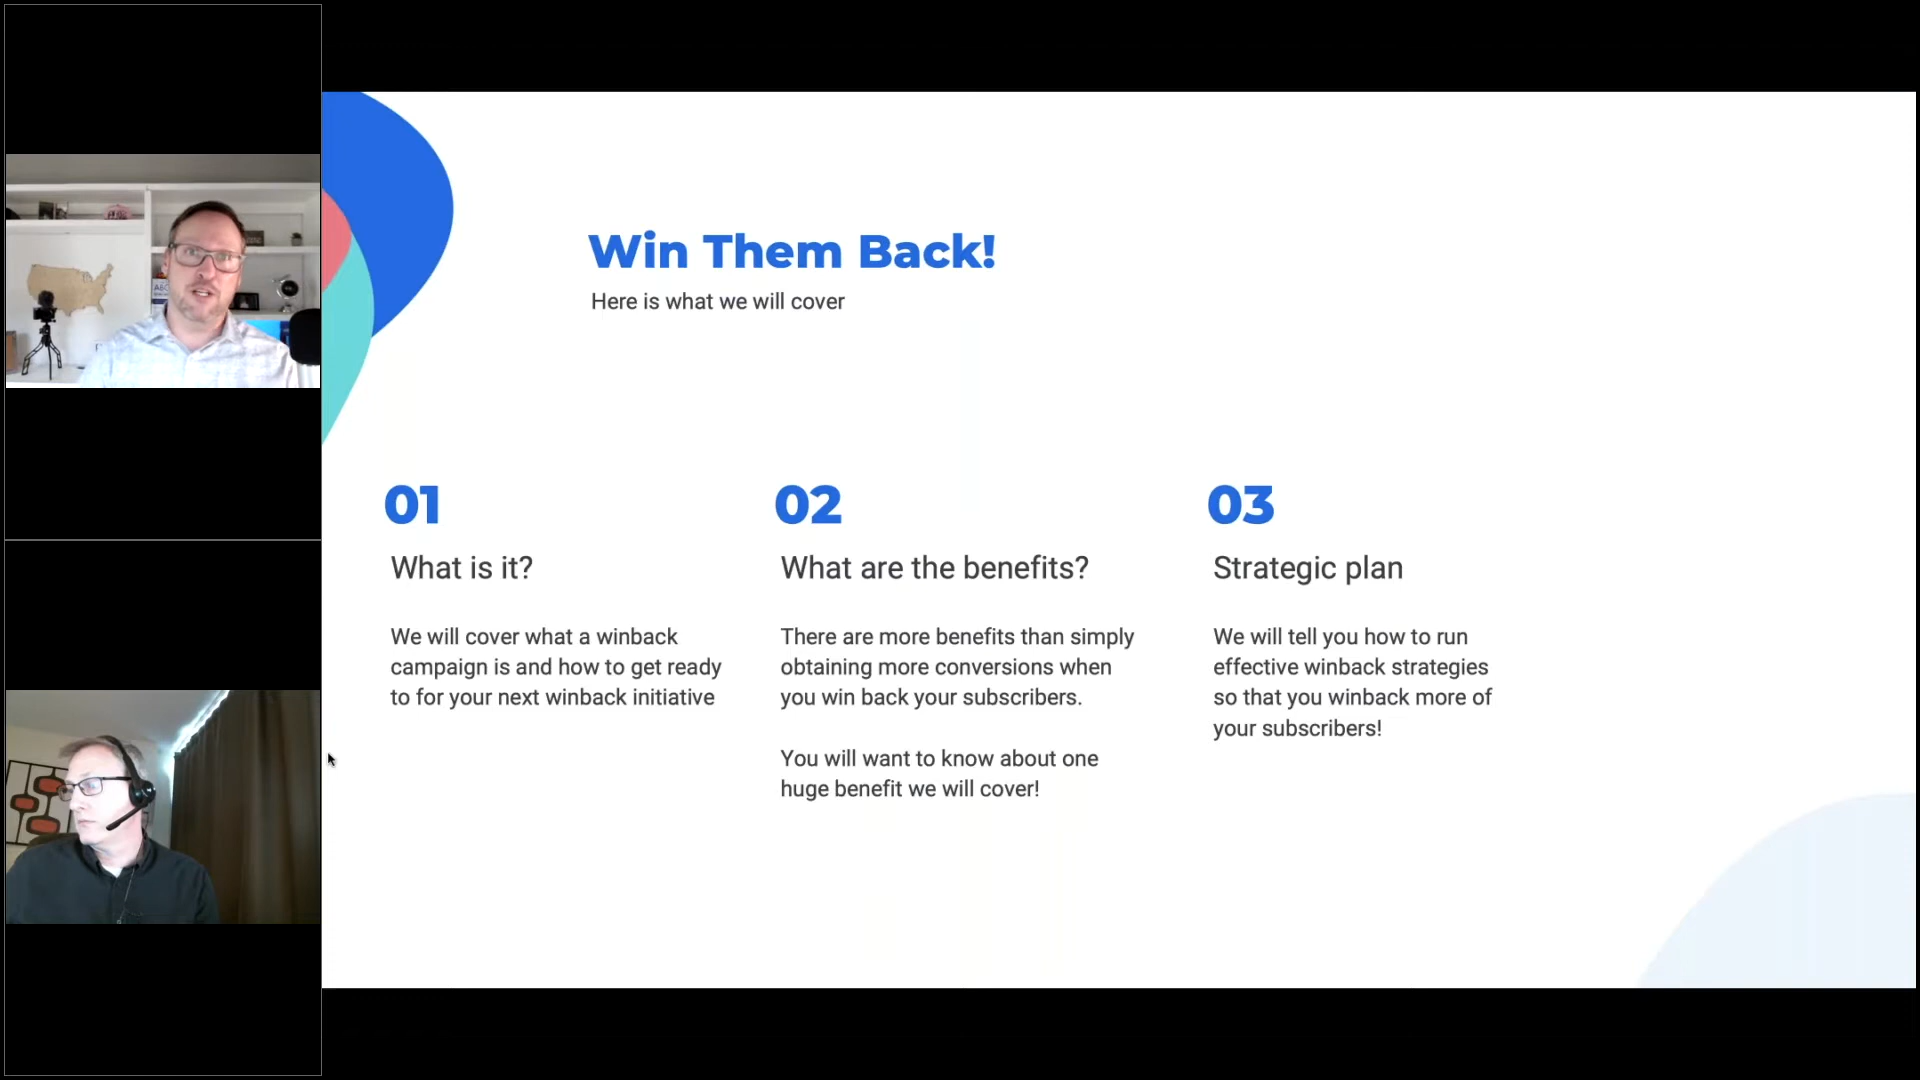 Win Them Back!
Here is what we will cover
01
What is it?
We will cover what a winback
campaign is and how to get ready
to for your next winback initiative
02
What are the benefits?
There are more benefits than simply
obtaining more conversions when
you win back your subscribers.
You will want to know about one
huge benefit we will cover!
03
Strategic plan
We will tell you how to run
effective winback strategies
so that you winback more of
your subscribers!